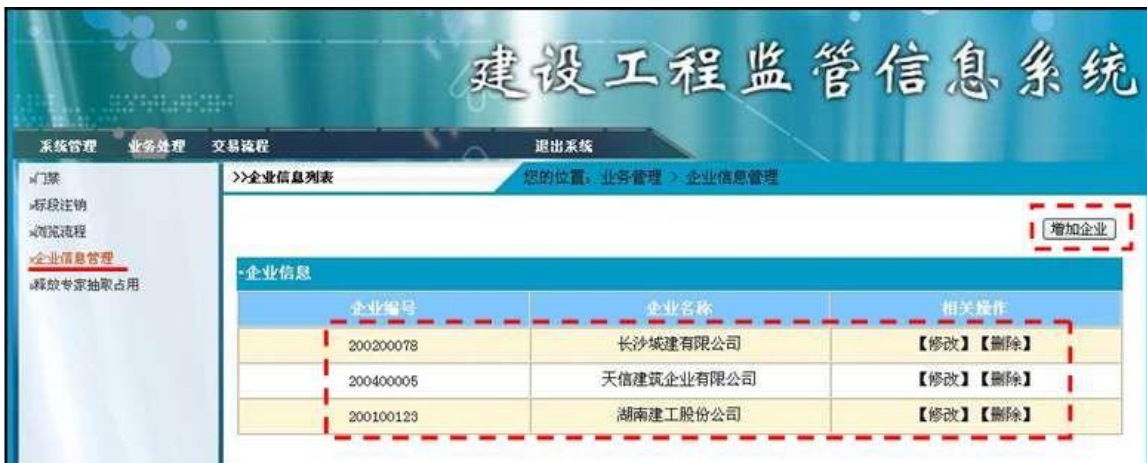 建设工程监管信息系统
系统管理 业务处理 交易流程 退出系统
»门禁
»标段注销
»浏览流程
»企业信息管理
»释放专家抽取占用
>>企业信息列表 您的位置：业务管理 > 企业信息管理
增加企业
·企业信息
企业编号 企业名称 相关操作
200200078 长沙城建有限公司 【修改】【删除】
200400005 天信建筑企业有限公司 【修改】【删除】
200100123 湖南建工股份公司 【修改】【删除】